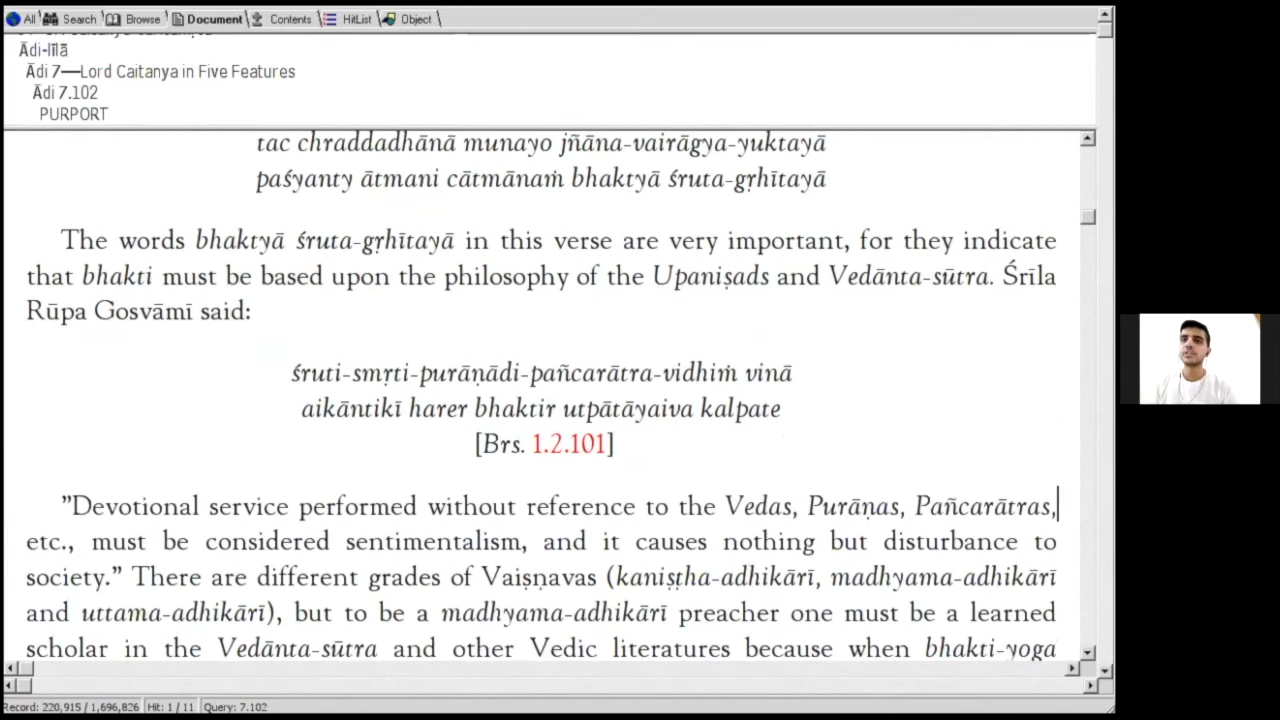 All Search Browse Document Contents HitList Object
Ādi-līlā
Ādi 7—Lord Caitanya in Five Features
Ādi 7.102
PURPORT
tac chraddadhānā munayo jñāna-vairāgya-yuktayā
paśyanty ātmani cātmānaṁ bhaktyā śruta-gṛhītayā
The words bhaktyā śruta-gṛhītayā in this verse are very important, for they indicate
that bhakti must be based upon the philosophy of the Upaniṣads and Vedānta-sūtra. Śrīla
Rūpa Gosvāmī said:
śruti-smṛti-purāṇādi-pañcarātra-vidhiṁ vinā
aikāntikī harer bhaktir utpātāyaiva kalpate
[Brs. 1.2.101]
”Devotional service performed without reference to the Vedas, Purāṇas, Pañcarātras,
etc., must be considered sentimentalism, and it causes nothing but disturbance to
society.” There are different grades of Vaiṣṇavas (kaniṣṭha-adhikārī, madhyama-adhikārī
and uttama-adhikārī), but to be a madhyama-adhikārī preacher one must be a learned
scholar in the Vedānta-sūtra and other Vedic literatures because when bhakti-yoga
Record: 220,915 / 1,696,826 Hit: 1 / 11 Query: 7.102